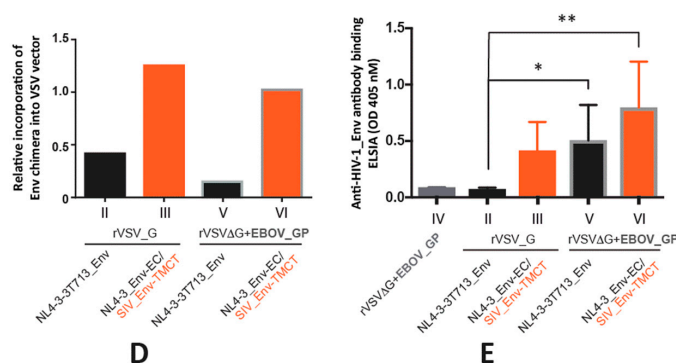 Relative incorporation of
Env chimera into VSV vector
1.5
1.0
0.5
0
II
III
V
VI
rVSV_G
rVSVΔG+EBOV_GP
NL4-3-3T713_Env
NL4-3_Env-EC/
SIV_Env-TMCT
NL4-3-3T713_Env
NL4-3_Env-EC/
SIV_Env-TMCT
D
Anti-HIV-1_Env antibody binding
ELSIA (OD 405 nM)
1.5
1.0
0.5
0.0
*
**
IV
II
III
V
VI
rVSV_G
rVSVΔG+EBOV_GP
rVSVΔG+EBOV_GP
NL4-3-3T713_Env
NL4-3_Env-EC/
SIV_Env-TMCT
NL4-3-3T713_Env
NL4-3_Env-EC/
SIV_Env-TMCT
E